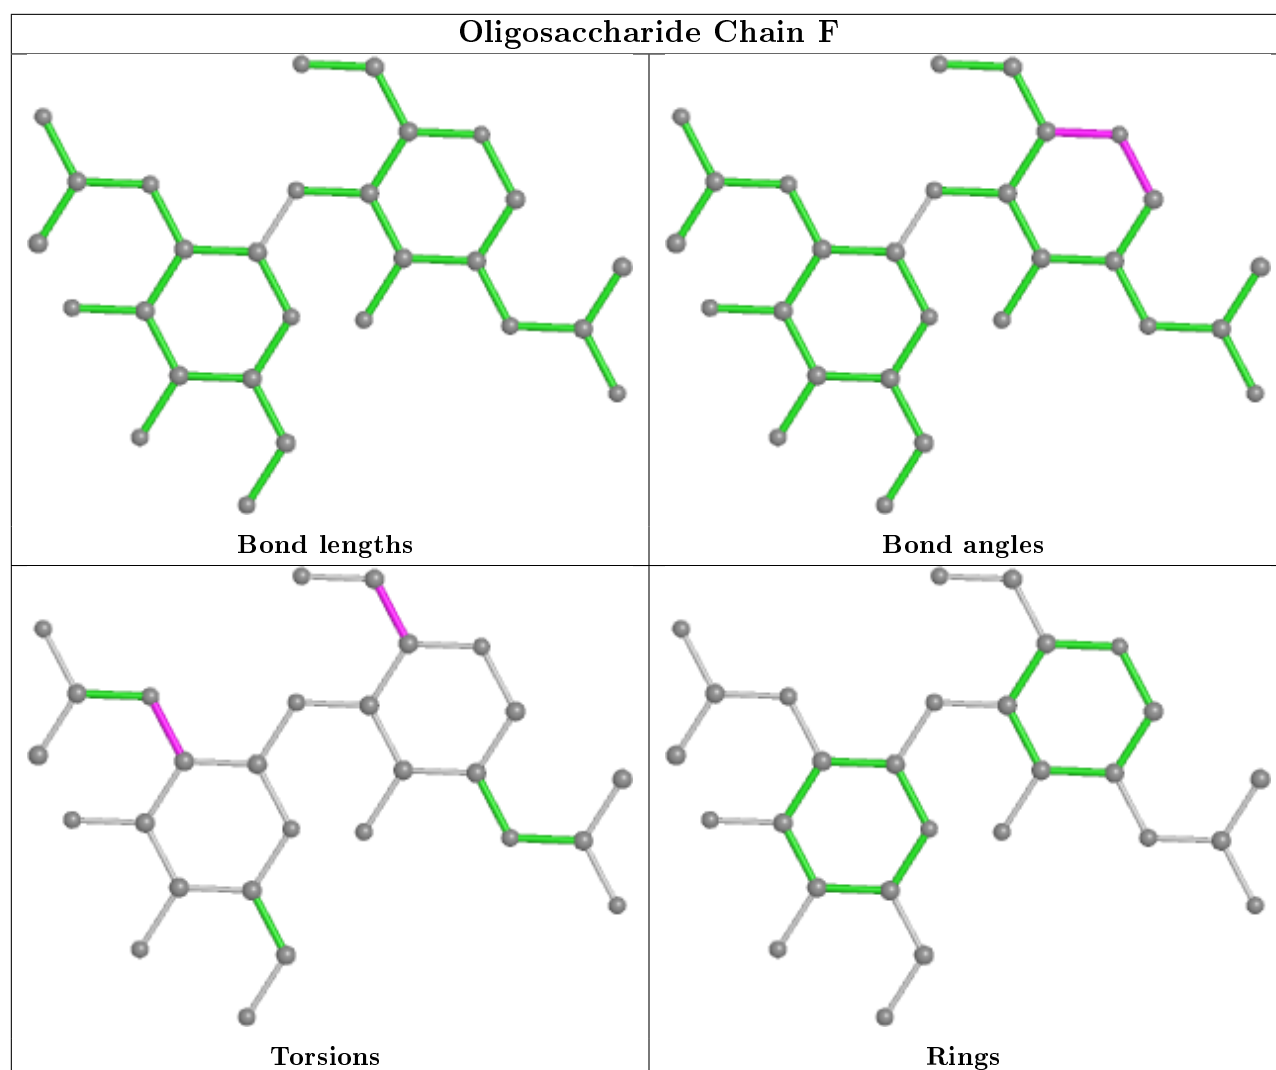 Oligosaccharide Chain F
Bond lengths
Bond angles
Torsions
Rings